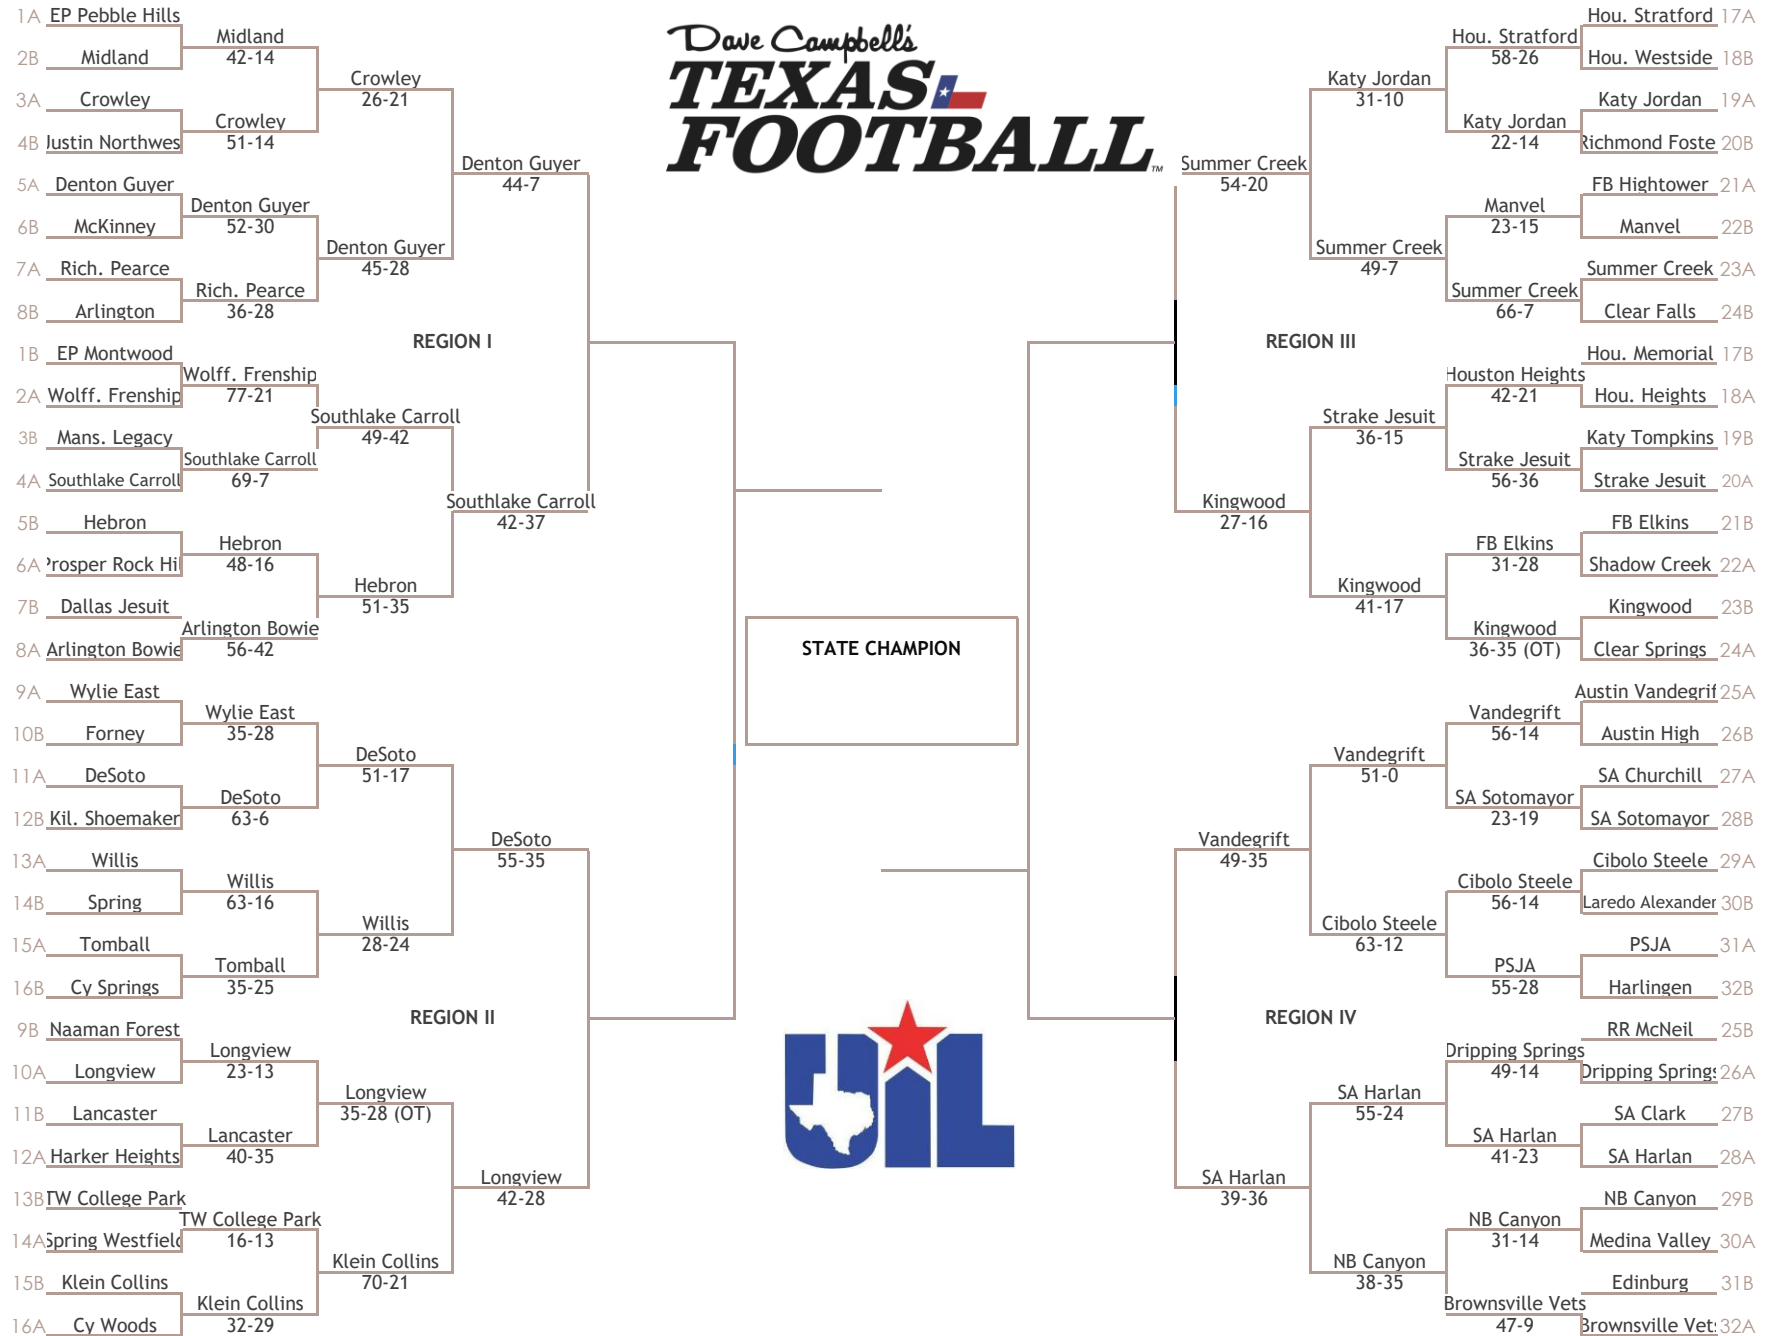 Dave Campbell's
TEXAS
FOOTBALL™
1A EP Pebble Hills
2B Midland
3A Crowley
4B Justin Northwes
5A Denton Guyer
6B McKinney
7A Rich. Pearce
8B Arlington
1B EP Montwood
2A Wolff. Frenship
3B Mans. Legacy
4A Southlake Carroll
5B Hebron
6A Prosper Rock Hil
7B Dallas Jesuit
8A Arlington Bowie
9A Wylie East
10B Forney
11A DeSoto
12B Kil. Shoemaker
13A Willis
14B Spring
15A Tomball
16B Cy Springs
9B Naaman Forest
10A Longview
11B Lancaster
12A Harker Heights
13B TW College Park
14A Spring Westfield
15B Klein Collins
16A Cy Woods
Midland
42-14
Crowley
51-14
Denton Guyer
52-30
Rich. Pearce
36-28
Wolff. Frenship
77-21
Southlake Carroll
69-7
Hebron
48-16
Arlington Bowie
56-42
Wylie East
35-28
DeSoto
63-6
Willis
63-16
Tomball
35-25
Longview
23-13
Lancaster
40-35
TW College Park
16-13
Klein Collins
32-29
Crowley
26-21
Denton Guyer
45-28
Southlake Carroll
49-42
Hebron
51-35
DeSoto
51-17
Willis
28-24
Longview
35-28 (OT)
Klein Collins
70-21
Denton Guyer
44-7
REGION I
Southlake Carroll
42-37
DeSoto
55-35
REGION II
Longview
42-28
STATE CHAMPION
UIL
Summer Creek
54-20
REGION III
Kingwood
27-16
Vandegrift
49-35
REGION IV
SA Harlan
39-36
Katy Jordan
31-10
Summer Creek
49-7
Strake Jesuit
36-15
Kingwood
41-17
Vandegrift
51-0
Cibolo Steele
63-12
SA Harlan
55-24
NB Canyon
38-35
Hou. Stratford
58-26
Katy Jordan
22-14
Manvel
23-15
Summer Creek
66-7
Houston Heights
42-21
Strake Jesuit
56-36
FB Elkins
31-28
Kingwood
36-35 (OT)
Vandegrift
56-14
SA Sotomayor
23-19
Cibolo Steele
56-14
PSJA
55-28
Dripping Springs
49-14
SA Harlan
41-23
NB Canyon
31-14
Brownsville Vets
47-9
Hou. Stratford 17A
Hou. Westside 18B
Katy Jordan 19A
Richmond Foste 20B
FB Hightower 21A
Manvel 22B
Summer Creek 23A
Clear Falls 24B
Hou. Memorial 17B
Hou. Heights 18A
Katy Tompkins 19B
Strake Jesuit 20A
FB Elkins 21B
Shadow Creek 22A
Kingwood 23B
Clear Springs 24A
Austin Vandegrif 25A
Austin High 26B
SA Churchill 27A
SA Sotomayor 28B
Cibolo Steele 29A
Laredo Alexander 30B
PSJA 31A
Harlingen 32B
RR McNeil 25B
Dripping Springs 26A
SA Clark 27B
SA Harlan 28A
NB Canyon 29B
Medina Valley 30A
Edinburg 31B
Brownsville Vets 32A